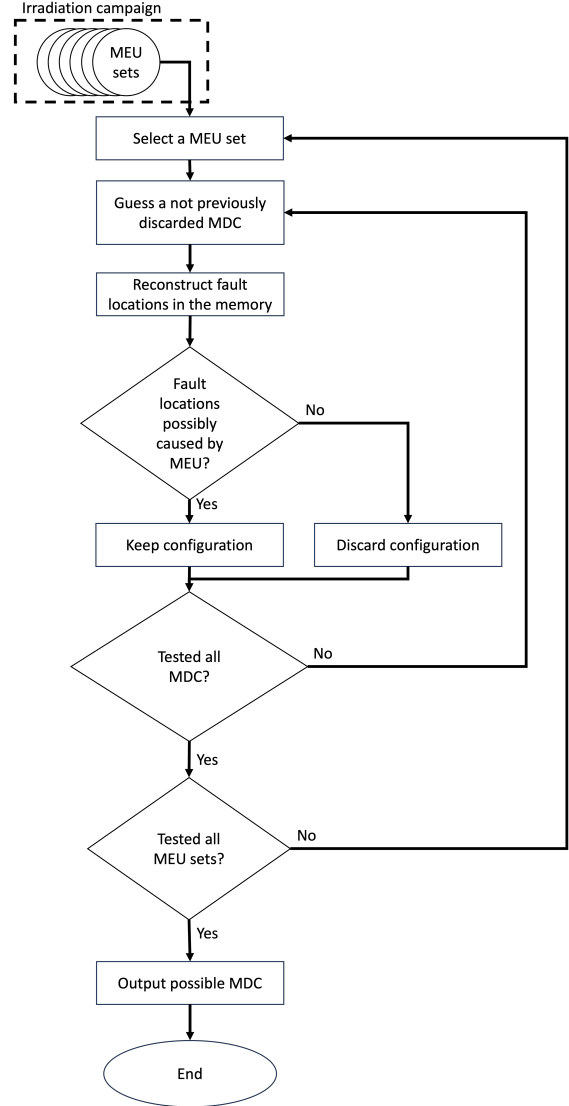 Irradiation campaign
MEU
sets
Select a MEU set
Guess a not previously
discarded MDC
Reconstruct fault
locations in the memory
Fault
locations
possibly
caused by
MEU?
No
Yes
Keep configuration
Discard configuration
Tested all
MDC?
No
Yes
Tested all
MEU sets?
No
Yes
Output possible MDC
End